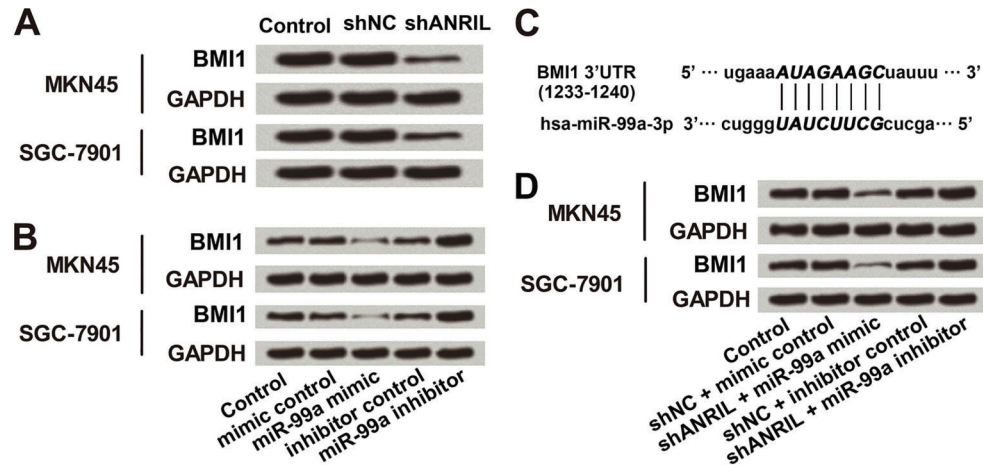 A
Control shNC shANRIL
MKN45
BMI1
GAPDH
SGC-7901
BMI1
GAPDH
B
MKN45
BMI1
GAPDH
SGC-7901
BMI1
GAPDH
Control
mimic control
miR-99a mimic
inhibitor control
miR-99a inhibitor
C
BMI1 3'UTR 5' ··· ugaaaAUAGAAGCuauuu ··· 3'
(1233-1240)
hsa-miR-99a-3p 3'··· cugggUAUCUUCGcucga··· 5'
D
MKN45
BMI1
GAPDH
SGC-7901
BMI1
GAPDH
Control
shNC + mimic control
shANRIL + miR-99a mimic
shNC + inhibitor control
shANRIL + miR-99a inhibitor